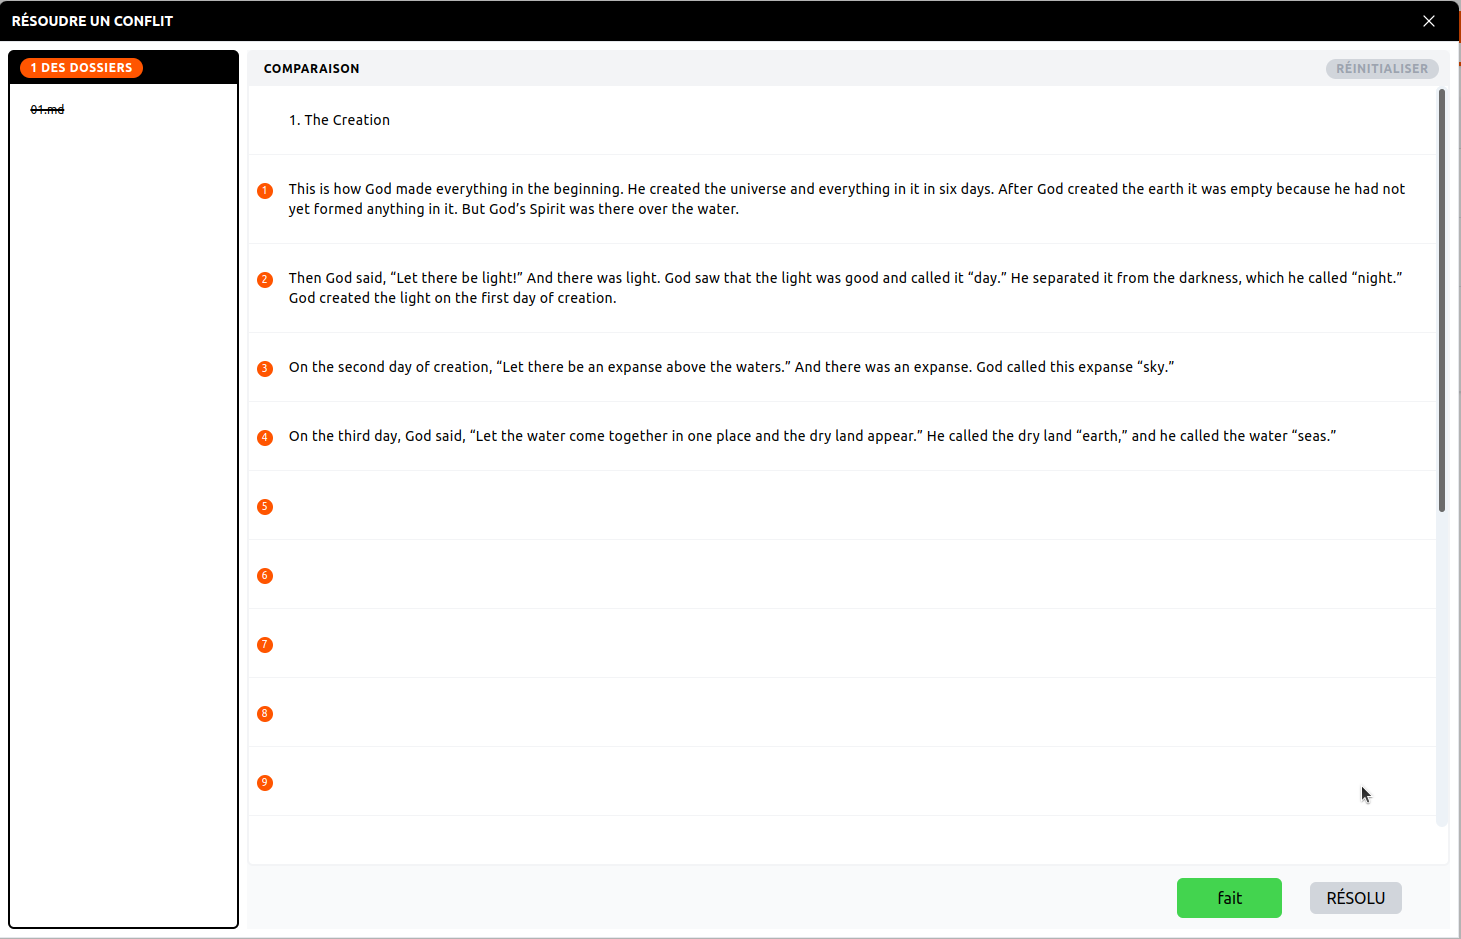 RÉSOUDRE UN CONFLIT
1 DES DOSSIERS
01.md
COMPARAISON
RÉINITIALISER
1. The Creation
1
This is how God made everything in the beginning. He created the universe and everything in it in six days. After God created the earth it was empty because he had not
yet formed anything in it. But God’s Spirit was there over the water.
2
Then God said, “Let there be light!” And there was light. God saw that the light was good and called it “day.” He separated it from the darkness, which he called “night.”
God created the light on the first day of creation.
3
On the second day of creation, “Let there be an expanse above the waters.” And there was an expanse. God called this expanse “sky.”
4
On the third day, God said, “Let the water come together in one place and the dry land appear.” He called the dry land “earth,” and he called the water “seas.”
5
6
7
8
9
fait
RÉSOLU